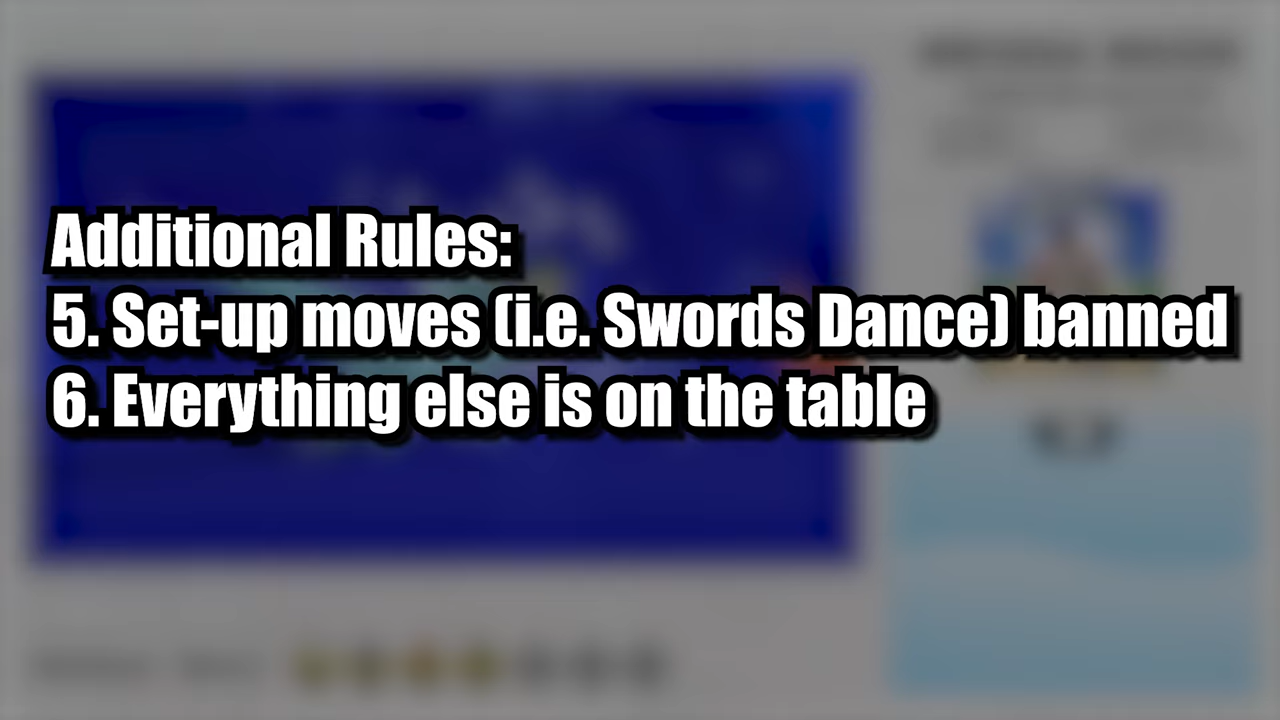 Additional Rules:
5. Set-up moves (i.e. Swords Dance) banned
6. Everything else is on the table